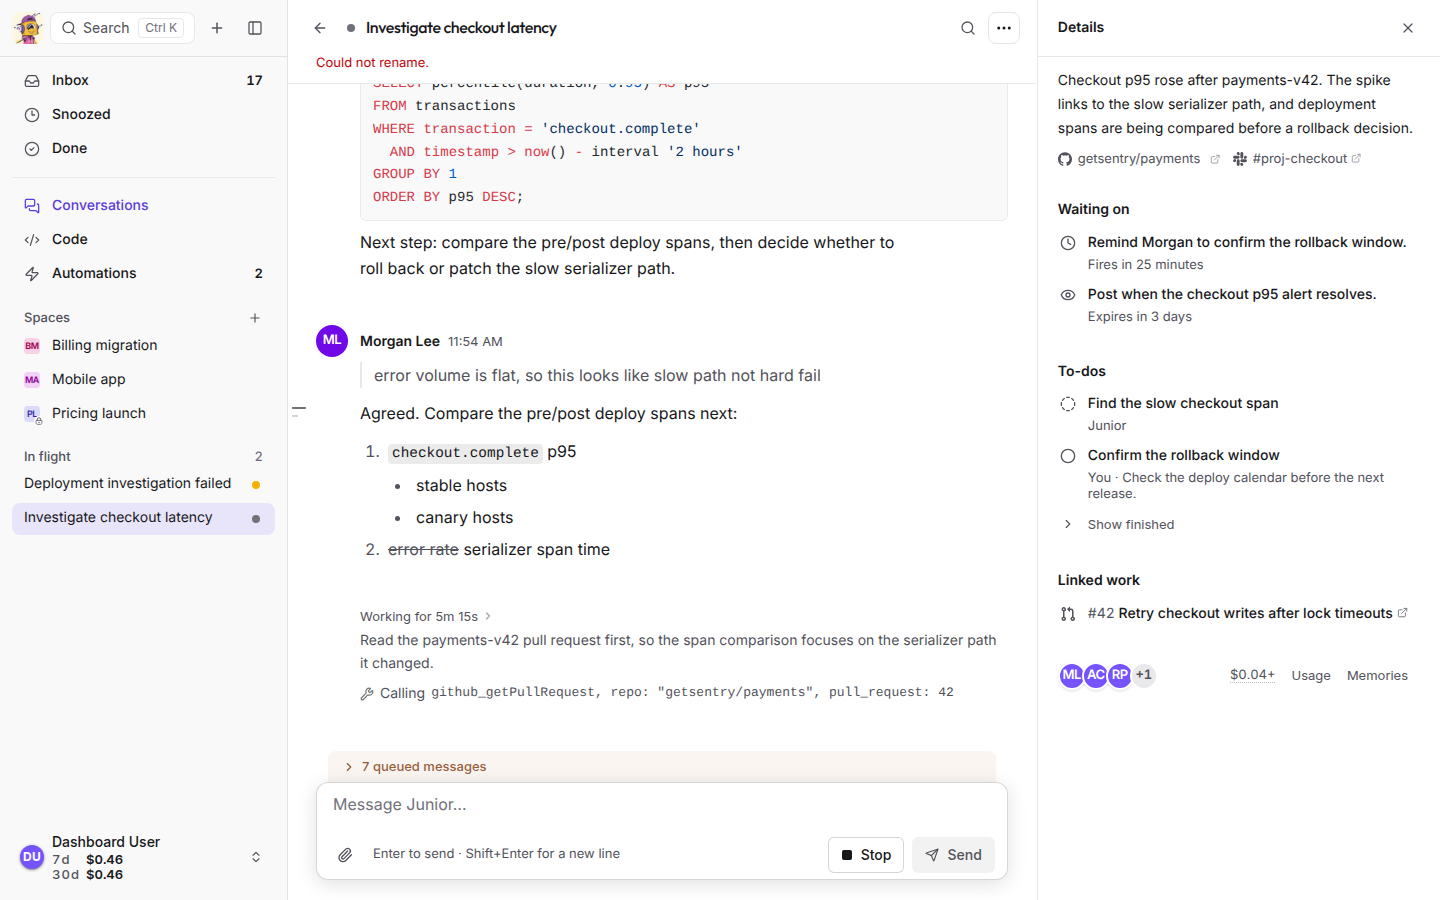 Search Ctrl K
Inbox 17
Snoozed
Done
Conversations
Code
Automations 2
Spaces
BM Billing migration
MA Mobile app
PL Pricing launch
In flight 2
Deployment investigation failed
Investigate checkout latency
DU Dashboard User
7d $0.46
30d $0.46
Investigate checkout latency
Could not rename.
SELECT percentile(duration, 0.95) AS p95
FROM transactions
WHERE transaction = 'checkout.complete'
AND timestamp > now() - interval '2 hours'
GROUP BY 1
ORDER BY p95 DESC;
Next step: compare the pre/post deploy spans, then decide whether to
roll back or patch the slow serializer path.
ML Morgan Lee 11:54 AM
error volume is flat, so this looks like slow path not hard fail
Agreed. Compare the pre/post deploy spans next:
1. checkout.complete p95
• stable hosts
• canary hosts
2. error rate serializer span time
Working for 5m 15s
Read the payments-v42 pull request first, so the span comparison focuses on the serializer path
it changed.
Calling github_getPullRequest, repo: "getsentry/payments", pull_request: 42
7 queued messages
Message Junior...
Enter to send · Shift+Enter for a new line
Stop
Send
Details
Checkout p95 rose after payments-v42. The spike
links to the slow serializer path, and deployment
spans are being compared before a rollback decision.
getsentry/payments #proj-checkout
Waiting on
Remind Morgan to confirm the rollback window.
Fires in 25 minutes
Post when the checkout p95 alert resolves.
Expires in 3 days
To-dos
Find the slow checkout span
Junior
Confirm the rollback window
You · Check the deploy calendar before the next
release.
Show finished
Linked work
#42 Retry checkout writes after lock timeouts
ML AC RP +1 $0.04+ Usage Memories